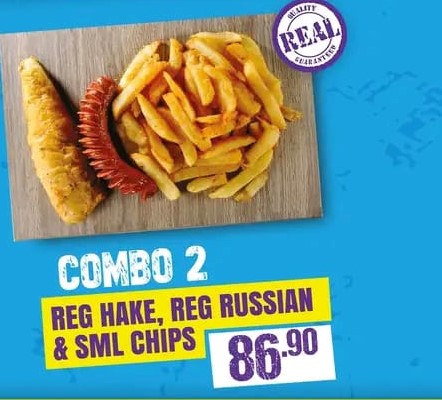 QUALITY
REAL
GUARANTEED
COMBO 2
REG HAKE, REG RUSSIAN
& SML CHIPS
86.90